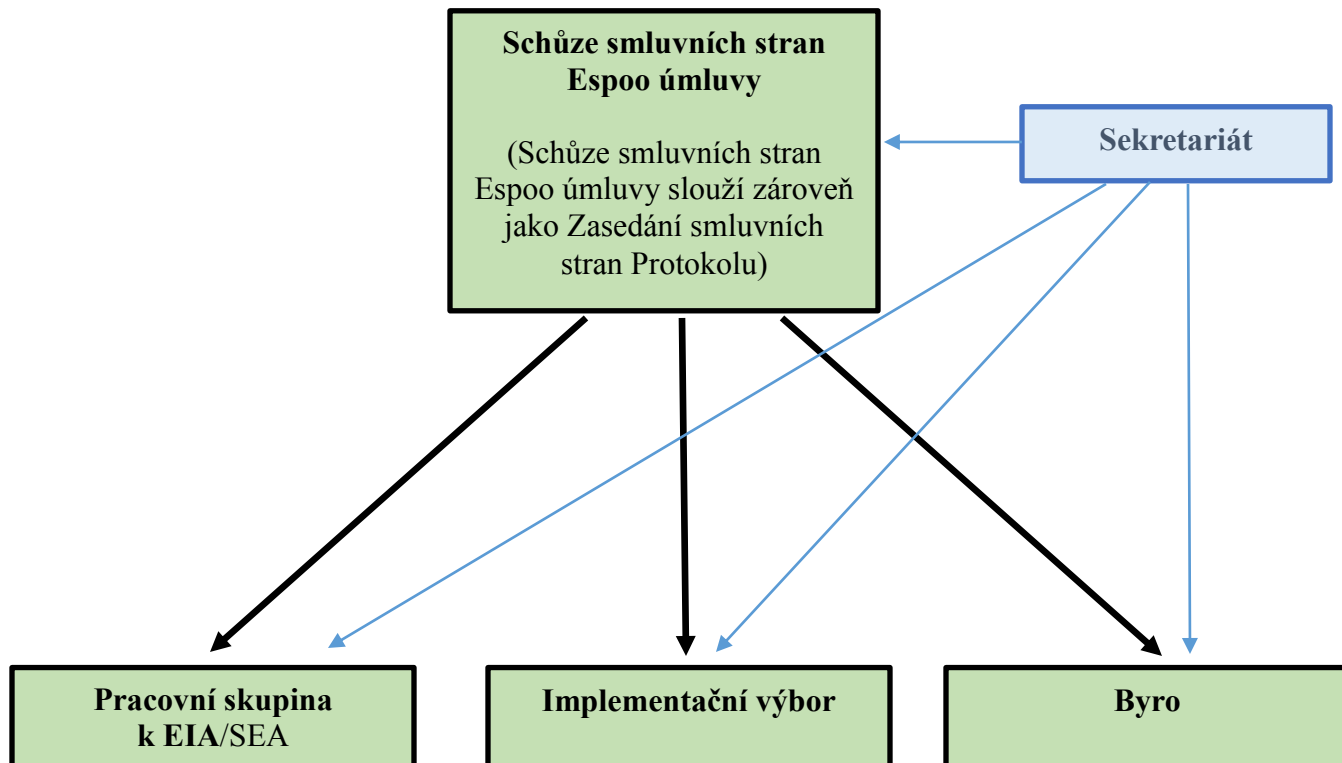 Schůze smluvních stran
Espoo úmluvy
(Schůze smluvních stran
Espoo úmluvy slouží zároveň
jako Zasedání smluvních
stran Protokolu)
Sekretariát
Pracovní skupina
k EIA/SEA
Implementační výbor
Byro